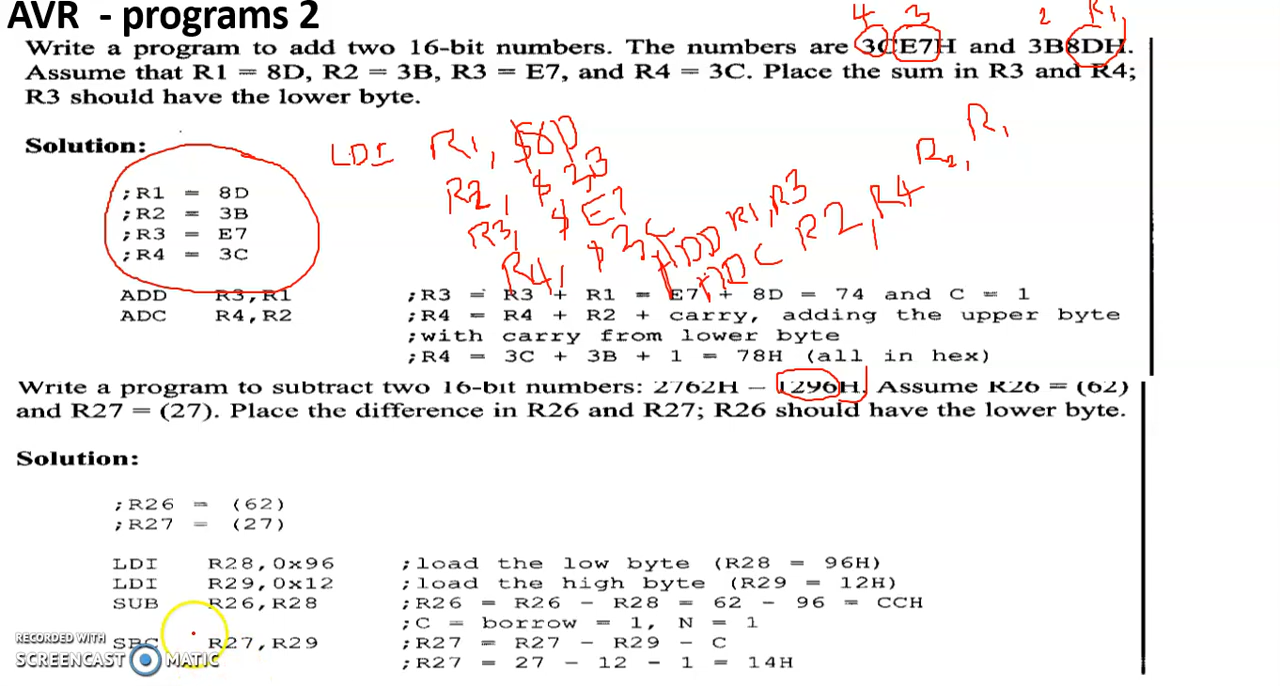 AVR - programs 2
4 3 2 R1
Write a program to add two 16-bit numbers. The numbers are 3CE7H and 3B8DH.
Assume that R1 = 8D, R2 = 3B, R3 = E7, and R4 = 3C. Place the sum in R3 and R4;
R3 should have the lower byte.
Solution:
LDI R1, $8D
R2, $ 3B
R3, $ E7
R4, $ 3C
ADD R1, R3
ADC R2, R4
R2, R1
;R1 = 8D
;R2 = 3B
;R3 = E7
;R4 = 3C
ADD R3,R1 ;R3 = R3 + R1 = E7 + 8D = 74 and C = 1
ADC R4,R2 ;R4 = R4 + R2 + carry, adding the upper byte
;with carry from lower byte
;R4 = 3C + 3B + 1 = 78H (all in hex)
Write a program to subtract two 16-bit numbers: 2762H – 1296H. Assume R26 = (62)
and R27 = (27). Place the difference in R26 and R27; R26 should have the lower byte.
Solution:
;R26 = (62)
;R27 = (27)
LDI R28,0x96 ;load the low byte (R28 = 96H)
LDI R29,0x12 ;load the high byte (R29 = 12H)
SUB R26,R28 ;R26 = R26 - R28 = 62 - 96 = CCH
;C = borrow = 1, N = 1
SBC R27,R29 ;R27 = R27 - R29 - C
;R27 = 27 - 12 - 1 = 14H
RECORDED WITH
SCREENCAST MATIC